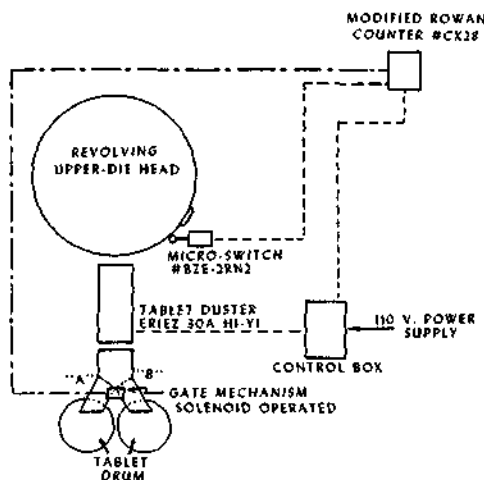 MODIFIED ROWAN
COUNTER #CX28
REVOLVING
UPPER-DIE HEAD
MICRO-SWITCH
#BZE-2RN2
TABLET DUSTER
ERIEZ 30A HI-VI
110 V. POWER
SUPPLY
CONTROL BOX
A
B
GATE MECHANISM
SOLENOID OPERATED
TABLET
DRUM